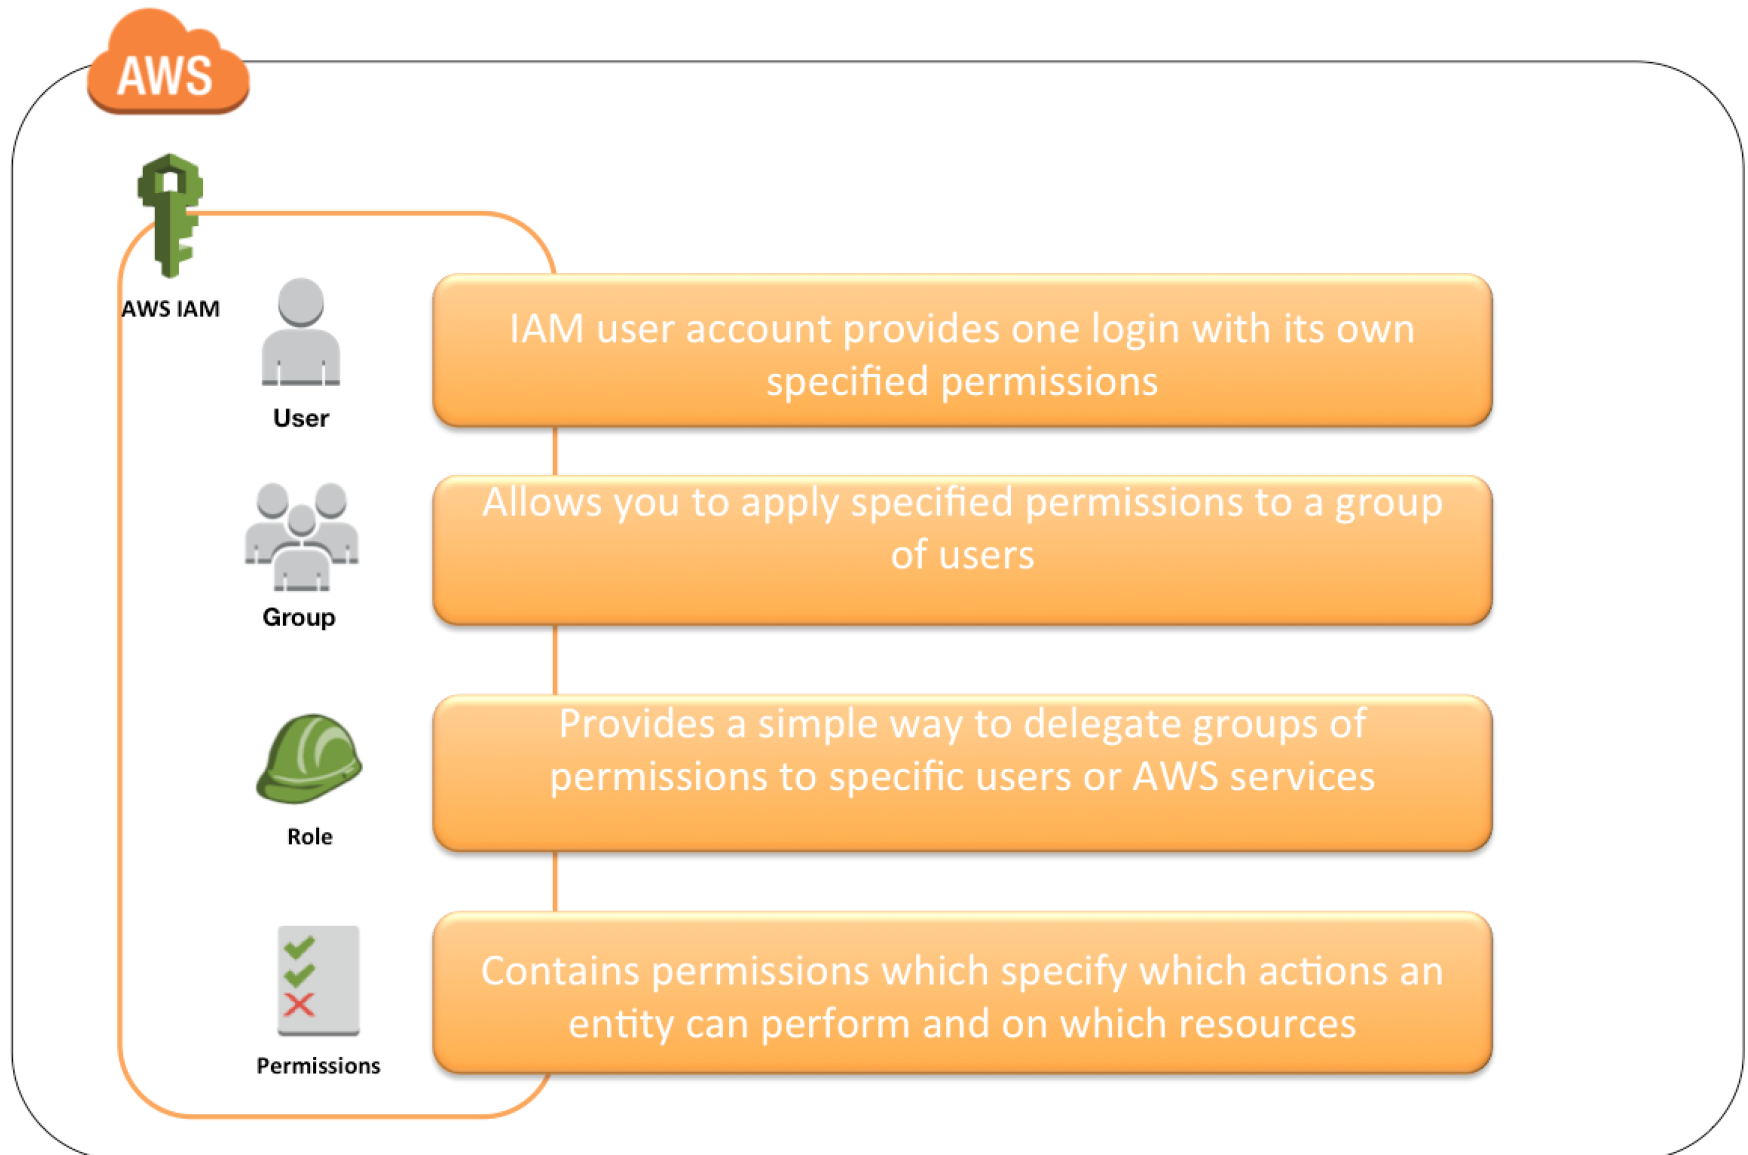 AWS
AWS IAM
User
IAM user account provides one login with its own
specified permissions
Group
Allows you to apply specified permissions to a group
of users
Role
Provides a simple way to delegate groups of
permissions to specific users or AWS services
Permissions
Contains permissions which specify which actions an
entity can perform and on which resources